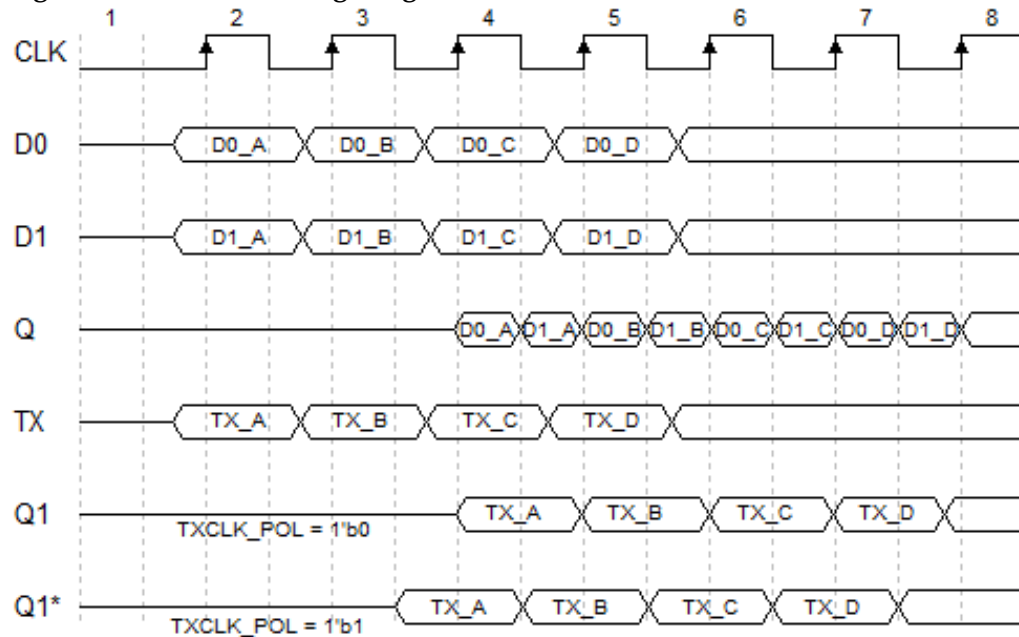 1 2 3 4 5 6 7 8
CLK
D0 D0_A D0_B D0_C D0_D
D1 D1_A D1_B D1_C D1_D
Q D0_A D1_A D0_B D1_B D0_C D1_C D0_D D1_D
TX TX_A TX_B TX_C TX_D
Q1 TX_A TX_B TX_C TX_D
TXCLK_POL = 1'b0
Q1* TX_A TX_B TX_C TX_D
TXCLK_POL = 1'b1